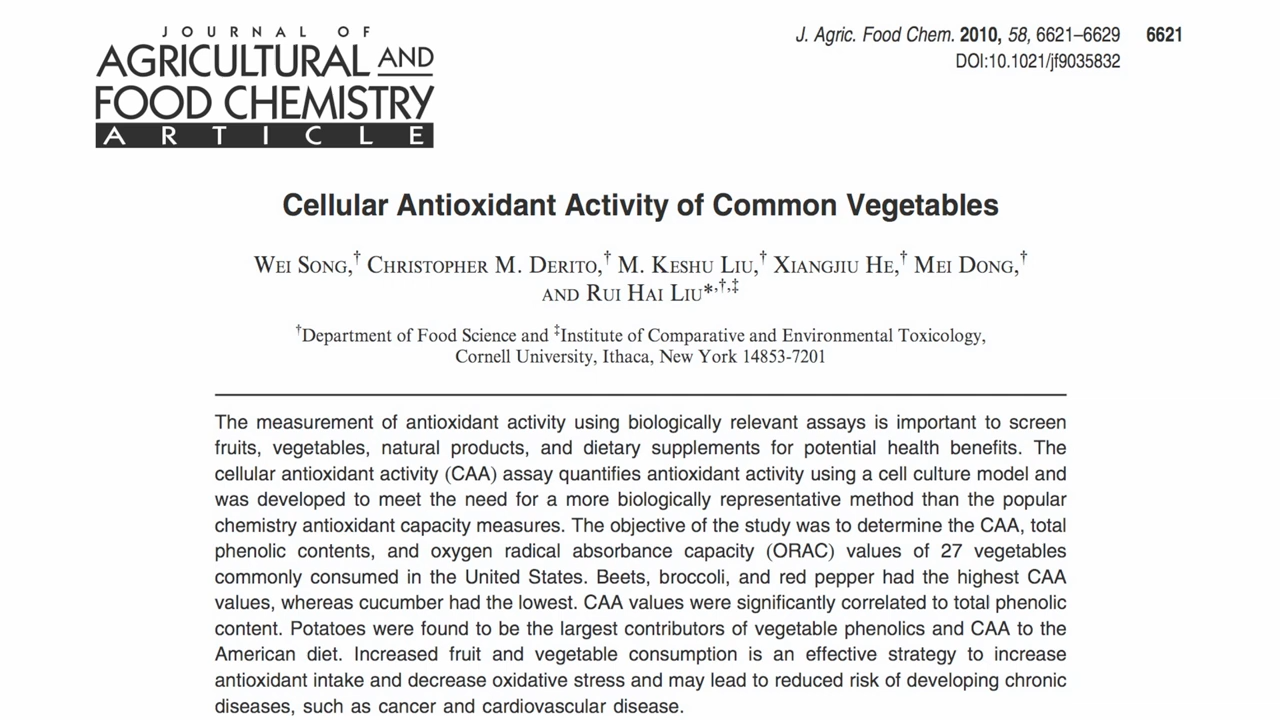 JOURNAL OF
AGRICULTURAL AND
FOOD CHEMISTRY
ARTICLE
J. Agric. Food Chem. 2010, 58, 6621–6629 6621
DOI:10.1021/jf9035832
Cellular Antioxidant Activity of Common Vegetables
WEI SONG,† CHRISTOPHER M. DERITO,† M. KESHU LIU,† XIANGJIU HE,† MEI DONG,†
AND RUI HAI LIU*,†,‡
†Department of Food Science and ‡Institute of Comparative and Environmental Toxicology,
Cornell University, Ithaca, New York 14853-7201
The measurement of antioxidant activity using biologically relevant assays is important to screen
fruits, vegetables, natural products, and dietary supplements for potential health benefits. The
cellular antioxidant activity (CAA) assay quantifies antioxidant activity using a cell culture model and
was developed to meet the need for a more biologically representative method than the popular
chemistry antioxidant capacity measures. The objective of the study was to determine the CAA, total
phenolic contents, and oxygen radical absorbance capacity (ORAC) values of 27 vegetables
commonly consumed in the United States. Beets, broccoli, and red pepper had the highest CAA
values, whereas cucumber had the lowest. CAA values were significantly correlated to total phenolic
content. Potatoes were found to be the largest contributors of vegetable phenolics and CAA to the
American diet. Increased fruit and vegetable consumption is an effective strategy to increase
antioxidant intake and decrease oxidative stress and may lead to reduced risk of developing chronic
diseases, such as cancer and cardiovascular disease.